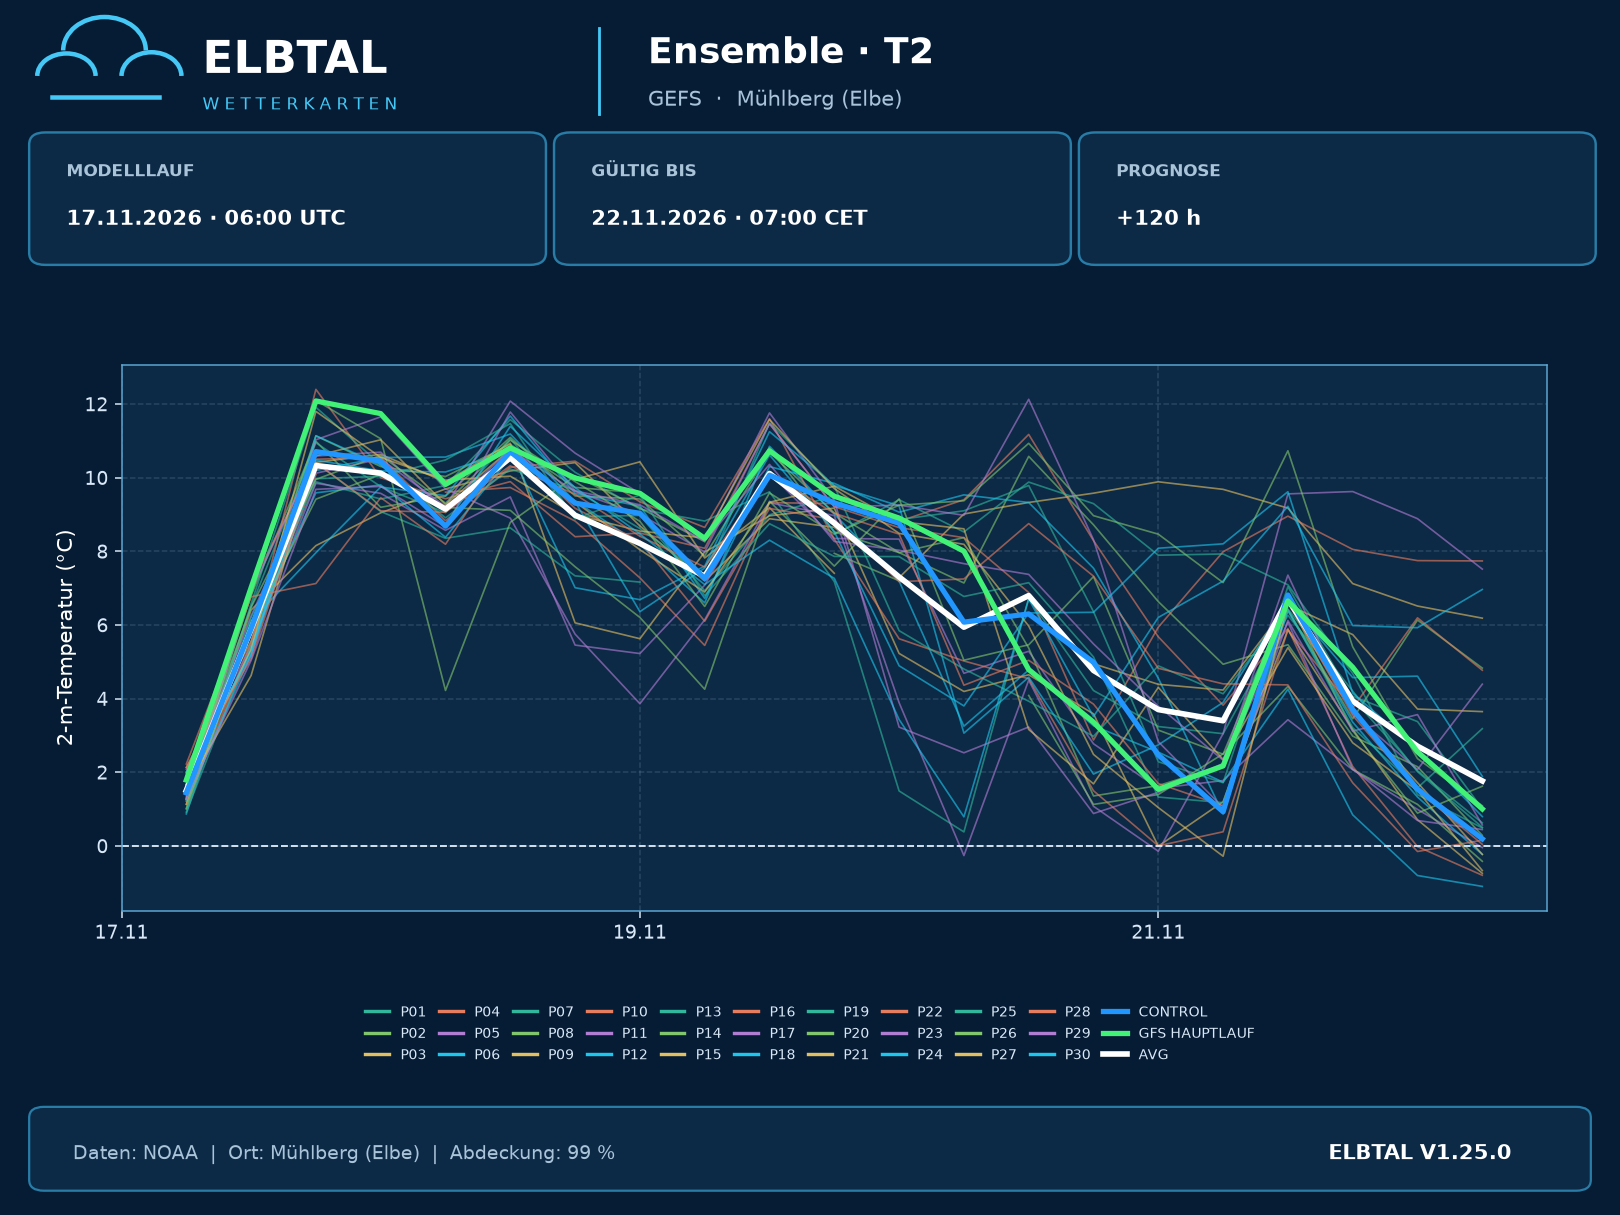 ELBTAL
WETTERKARTEN
Ensemble · T2
GEFS · Mühlberg (Elbe)
MODELLLAUF
17.11.2026 · 06:00 UTC
GÜLTIG BIS
22.11.2026 · 07:00 CET
PROGNOSE
+120 h
2-m-Temperatur (°C)
12
10
8
6
4
2
0
17.11
19.11
21.11
P01 P04 P07 P10 P13 P16 P19 P22 P25 P28 CONTROL
P02 P05 P08 P11 P14 P17 P20 P23 P26 P29 GFS HAUPTLAUF
P03 P06 P09 P12 P15 P18 P21 P24 P27 P30 AVG
Daten: NOAA | Ort: Mühlberg (Elbe) | Abdeckung: 99 %
ELBTAL V1.25.0